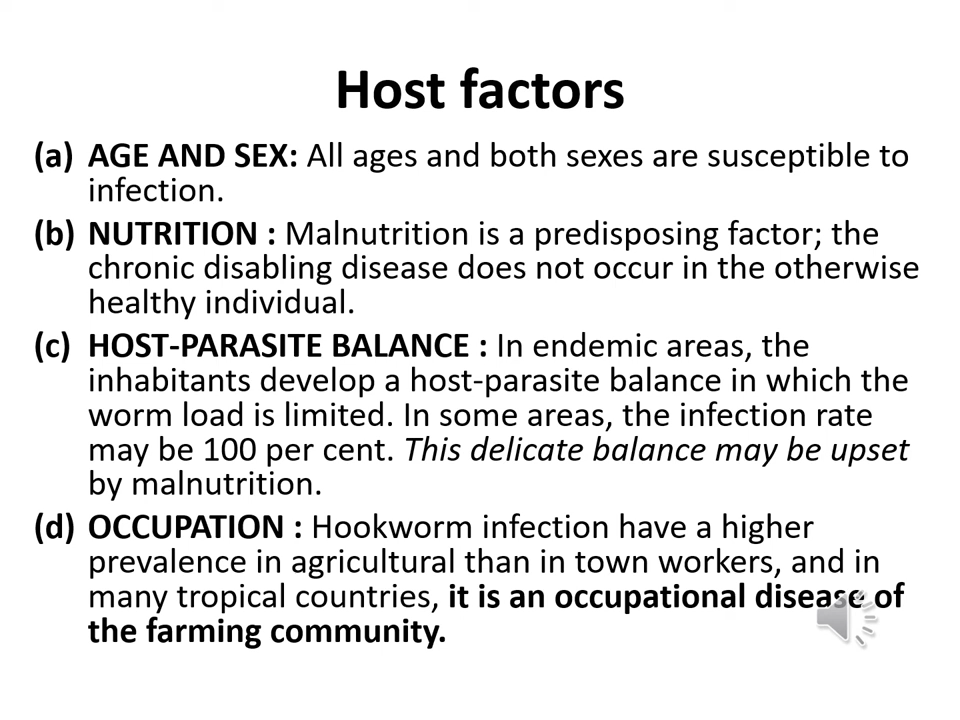 Host factors
(a) AGE AND SEX: All ages and both sexes are susceptible to
infection.
(b) NUTRITION : Malnutrition is a predisposing factor; the
chronic disabling disease does not occur in the otherwise
healthy individual.
(c) HOST-PARASITE BALANCE : In endemic areas, the
inhabitants develop a host-parasite balance in which the
worm load is limited. In some areas, the infection rate
may be 100 per cent. This delicate balance may be upset
by malnutrition.
(d) OCCUPATION : Hookworm infection have a higher
prevalence in agricultural than in town workers, and in
many tropical countries, it is an occupational disease of
the farming community.